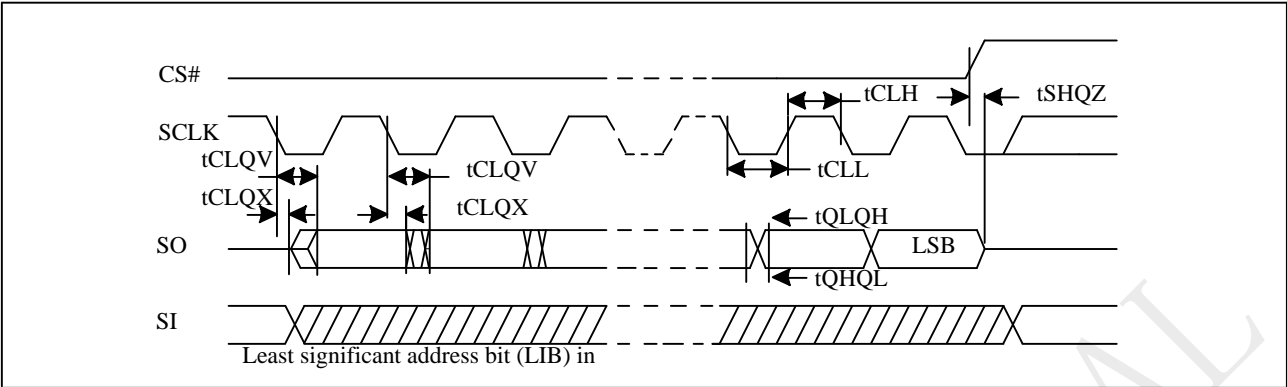 CS#
tCLH
tSHQZ
SCLK
tCLQV
tCLQV
tCLL
tCLQX
tCLQX
tQLQH
SO
LSB
tQHQL
SI
Least significant address bit (LIB) in